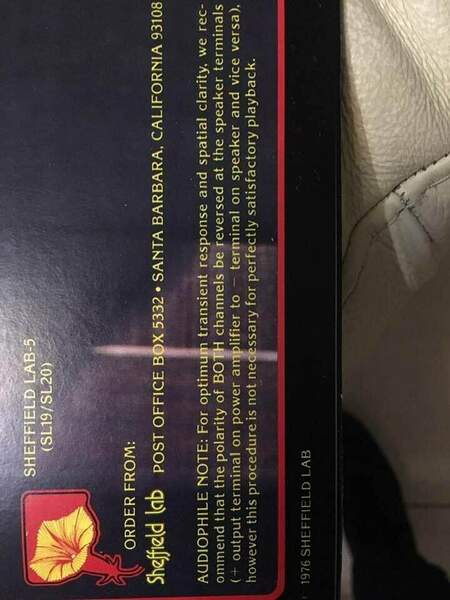 SHEFFIELD LAB-5
(SL19/SL20)
ORDER FROM:
Sheffield Lab POST OFFICE BOX 5332 • SANTA BARBARA, CALIFORNIA 93108
AUDIOPHILE NOTE: For optimum transient response and spatial clarity, we rec-
ommend that the polarity of BOTH channels be reversed at the speaker terminals
(+ output terminal on power amplifier to − terminal on speaker and vice versa),
however this procedure is not necessary for perfectly satisfactory playback.
1976 SHEFFIELD LAB